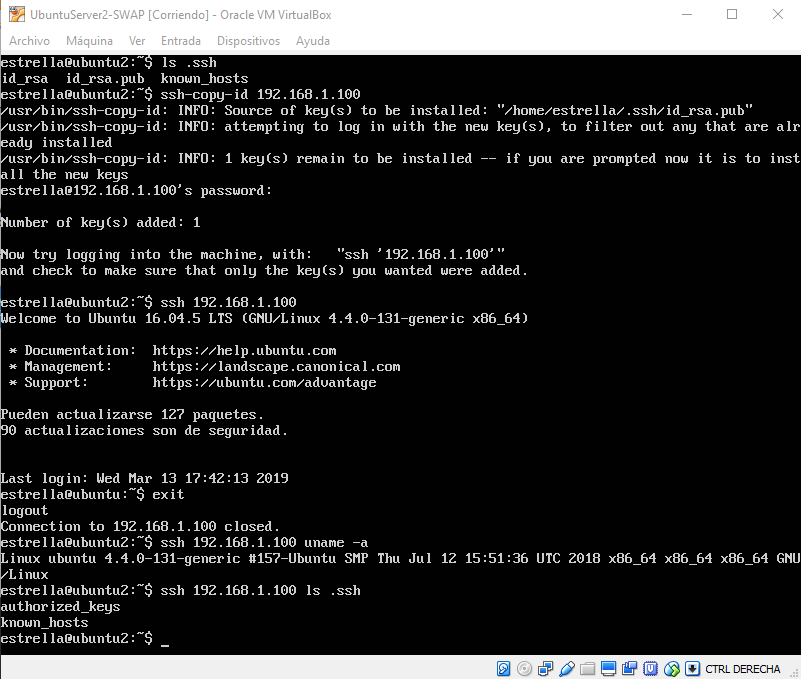 UbuntuServer2-SWAP [Corriendo] - Oracle VM VirtualBox
Archivo Máquina Ver Entrada Dispositivos Ayuda
estrella@ubuntu2:~$ ls .ssh
id_rsa  id_rsa.pub  known_hosts
estrella@ubuntu2:~$ ssh-copy-id 192.168.1.100
/usr/bin/ssh-copy-id: INFO: Source of key(s) to be installed: "/home/estrella/.ssh/id_rsa.pub"
/usr/bin/ssh-copy-id: INFO: attempting to log in with the new key(s), to filter out any that are alr
eady installed
/usr/bin/ssh-copy-id: INFO: 1 key(s) remain to be installed -- if you are prompted now it is to inst
all the new keys
estrella@192.168.1.100's password:
Number of key(s) added: 1
Now try logging into the machine, with:   "ssh '192.168.1.100'"
and check to make sure that only the key(s) you wanted were added.
estrella@ubuntu2:~$ ssh 192.168.1.100
Welcome to Ubuntu 16.04.5 LTS (GNU/Linux 4.4.0-131-generic x86_64)
* Documentation:  https://help.ubuntu.com
* Management:     https://landscape.canonical.com
* Support:        https://ubuntu.com/advantage
Pueden actualizarse 127 paquetes.
90 actualizaciones son de seguridad.
Last login: Wed Mar 13 17:42:13 2019
estrella@ubuntu:~$ exit
logout
Connection to 192.168.1.100 closed.
estrella@ubuntu2:~$ ssh 192.168.1.100 uname -a
Linux ubuntu 4.4.0-131-generic #157-Ubuntu SMP Thu Jul 12 15:51:36 UTC 2018 x86_64 x86_64 x86_64 GNU
/Linux
estrella@ubuntu2:~$ ssh 192.168.1.100 ls .ssh
authorized_keys
known_hosts
estrella@ubuntu2:~$ _
CTRL DERECHA